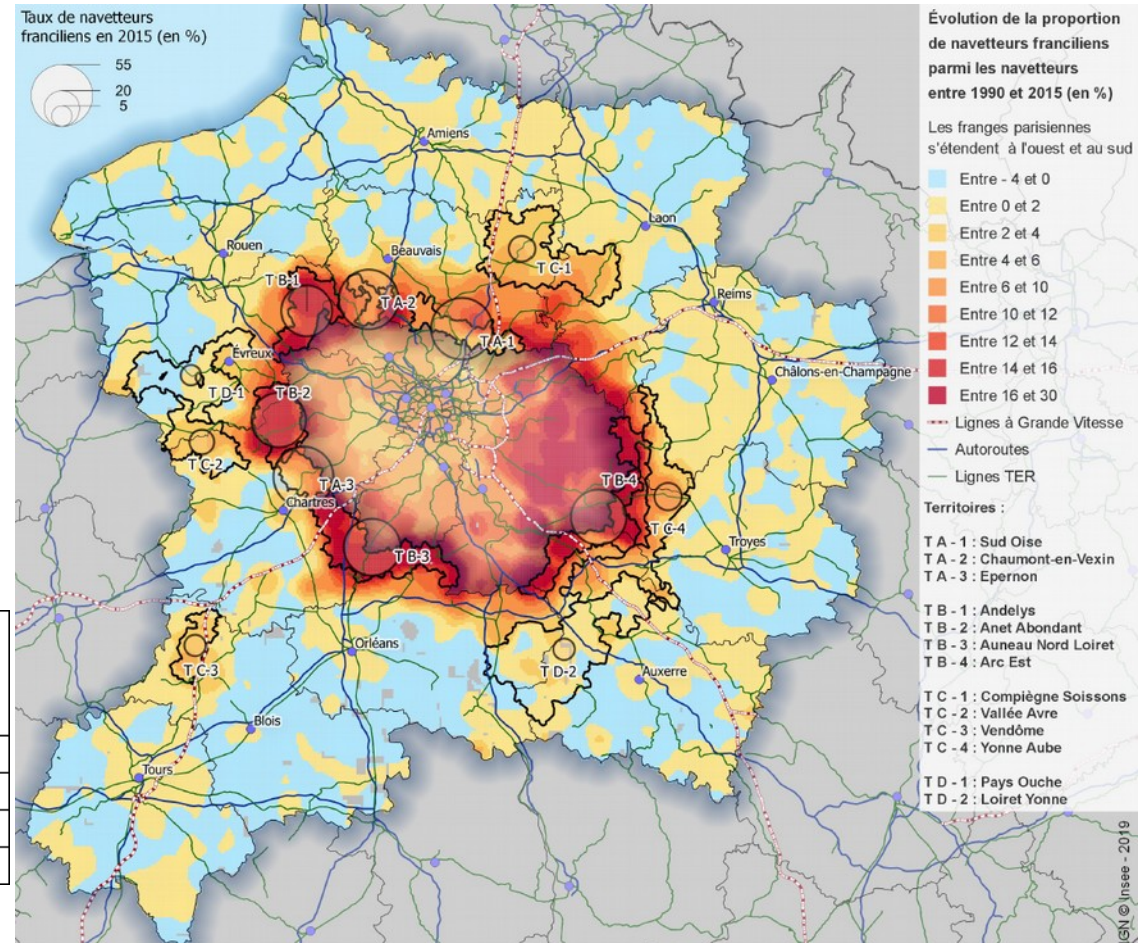 Taux de navetteurs
franciliens en 2015 (en %)
55
20
5
Amiens
Laon
Rouen
Beauvais
T B-1
T A-2
T C-1
Reims
T A-1
Évreux
Châlons-en-Champagne
T D-1
T B-2
T C-2
T A-3
T B-4
Chartres
T C-4
Troyes
T B-3
Orléans
T C-3
T D-2
Auxerre
Blois
Tours
Évolution de la proportion
de navetteurs franciliens
parmi les navetteurs
entre 1990 et 2015 (en %)
Les franges parisiennes
s'étendent à l'ouest et au sud
Entre - 4 et 0
Entre 0 et 2
Entre 2 et 4
Entre 4 et 6
Entre 6 et 10
Entre 10 et 12
Entre 12 et 14
Entre 14 et 16
Entre 16 et 30
Lignes à Grande Vitesse
Autoroutes
Lignes TER
Territoires :
T A - 1 : Sud Oise
T A - 2 : Chaumont-en-Vexin
T A - 3 : Epernon
T B - 1 : Andelys
T B - 2 : Anet Abondant
T B - 3 : Auneau Nord Loiret
T B - 4 : Arc Est
T C - 1 : Compiègne Soissons
T C - 2 : Vallée Avre
T C - 3 : Vendôme
T C - 4 : Yonne Aube
T D - 1 : Pays Ouche
T D - 2 : Loiret Yonne
IGN © Insee - 2019